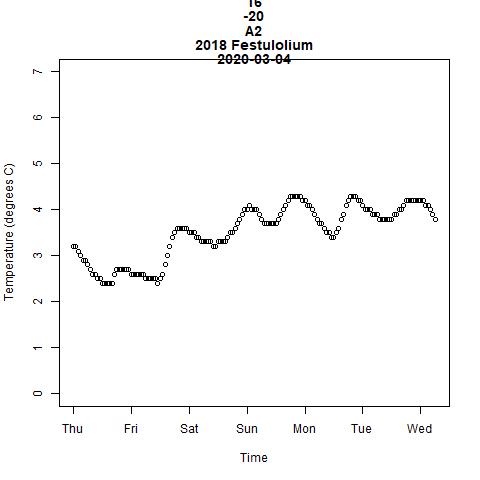 16
-20
A2
2018 Festulolium
2020-03-04
Temperature (degrees C)
7
6
5
4
3
2
1
0
Thu Fri Sat Sun Mon Tue Wed
Time